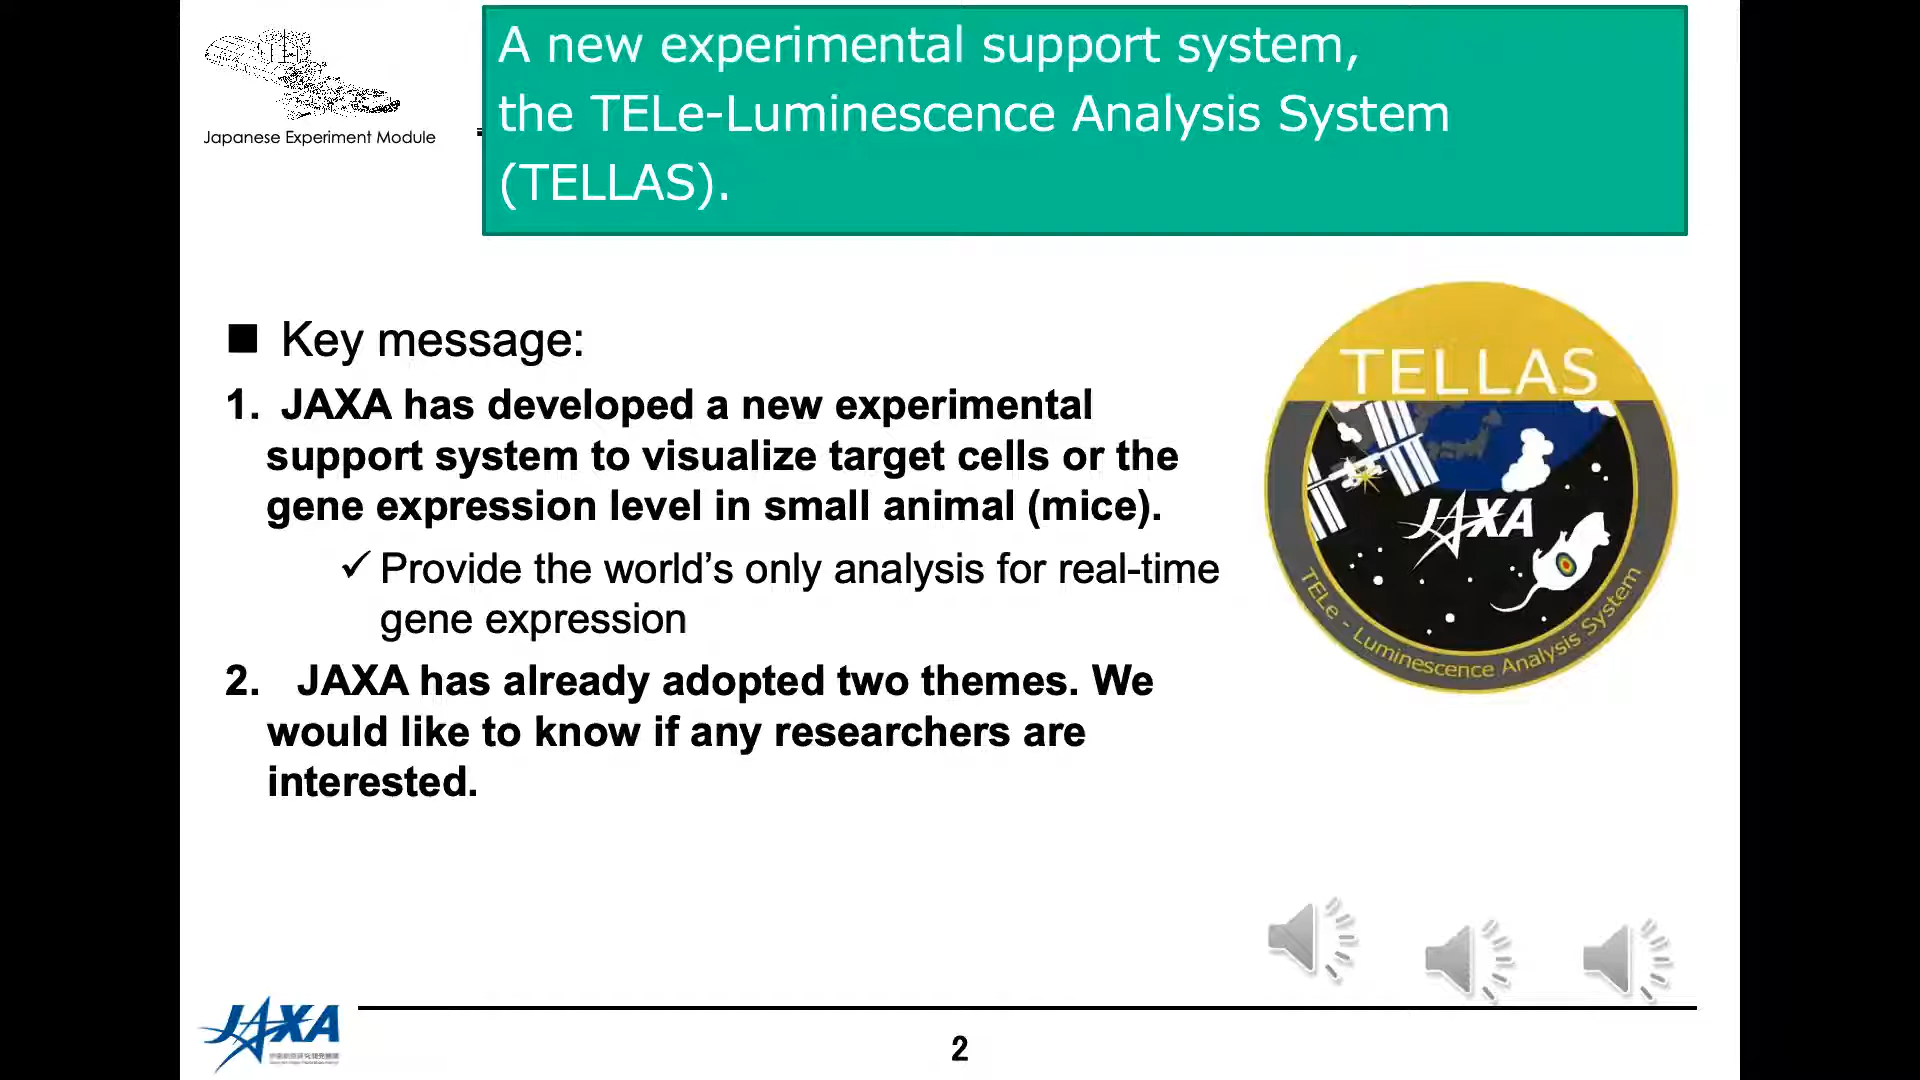 A new experimental support system,
the TELe-Luminescence Analysis System
(TELLAS).
Japanese Experiment Module
■ Key message:
1. JAXA has developed a new experimental
support system to visualize target cells or the
gene expression level in small animal (mice).
✓ Provide the world’s only analysis for real-time
gene expression
2. JAXA has already adopted two themes. We
would like to know if any researchers are
interested.
TELLAS
JAXA
TELe - Luminescence Analysis System
JAXA
2